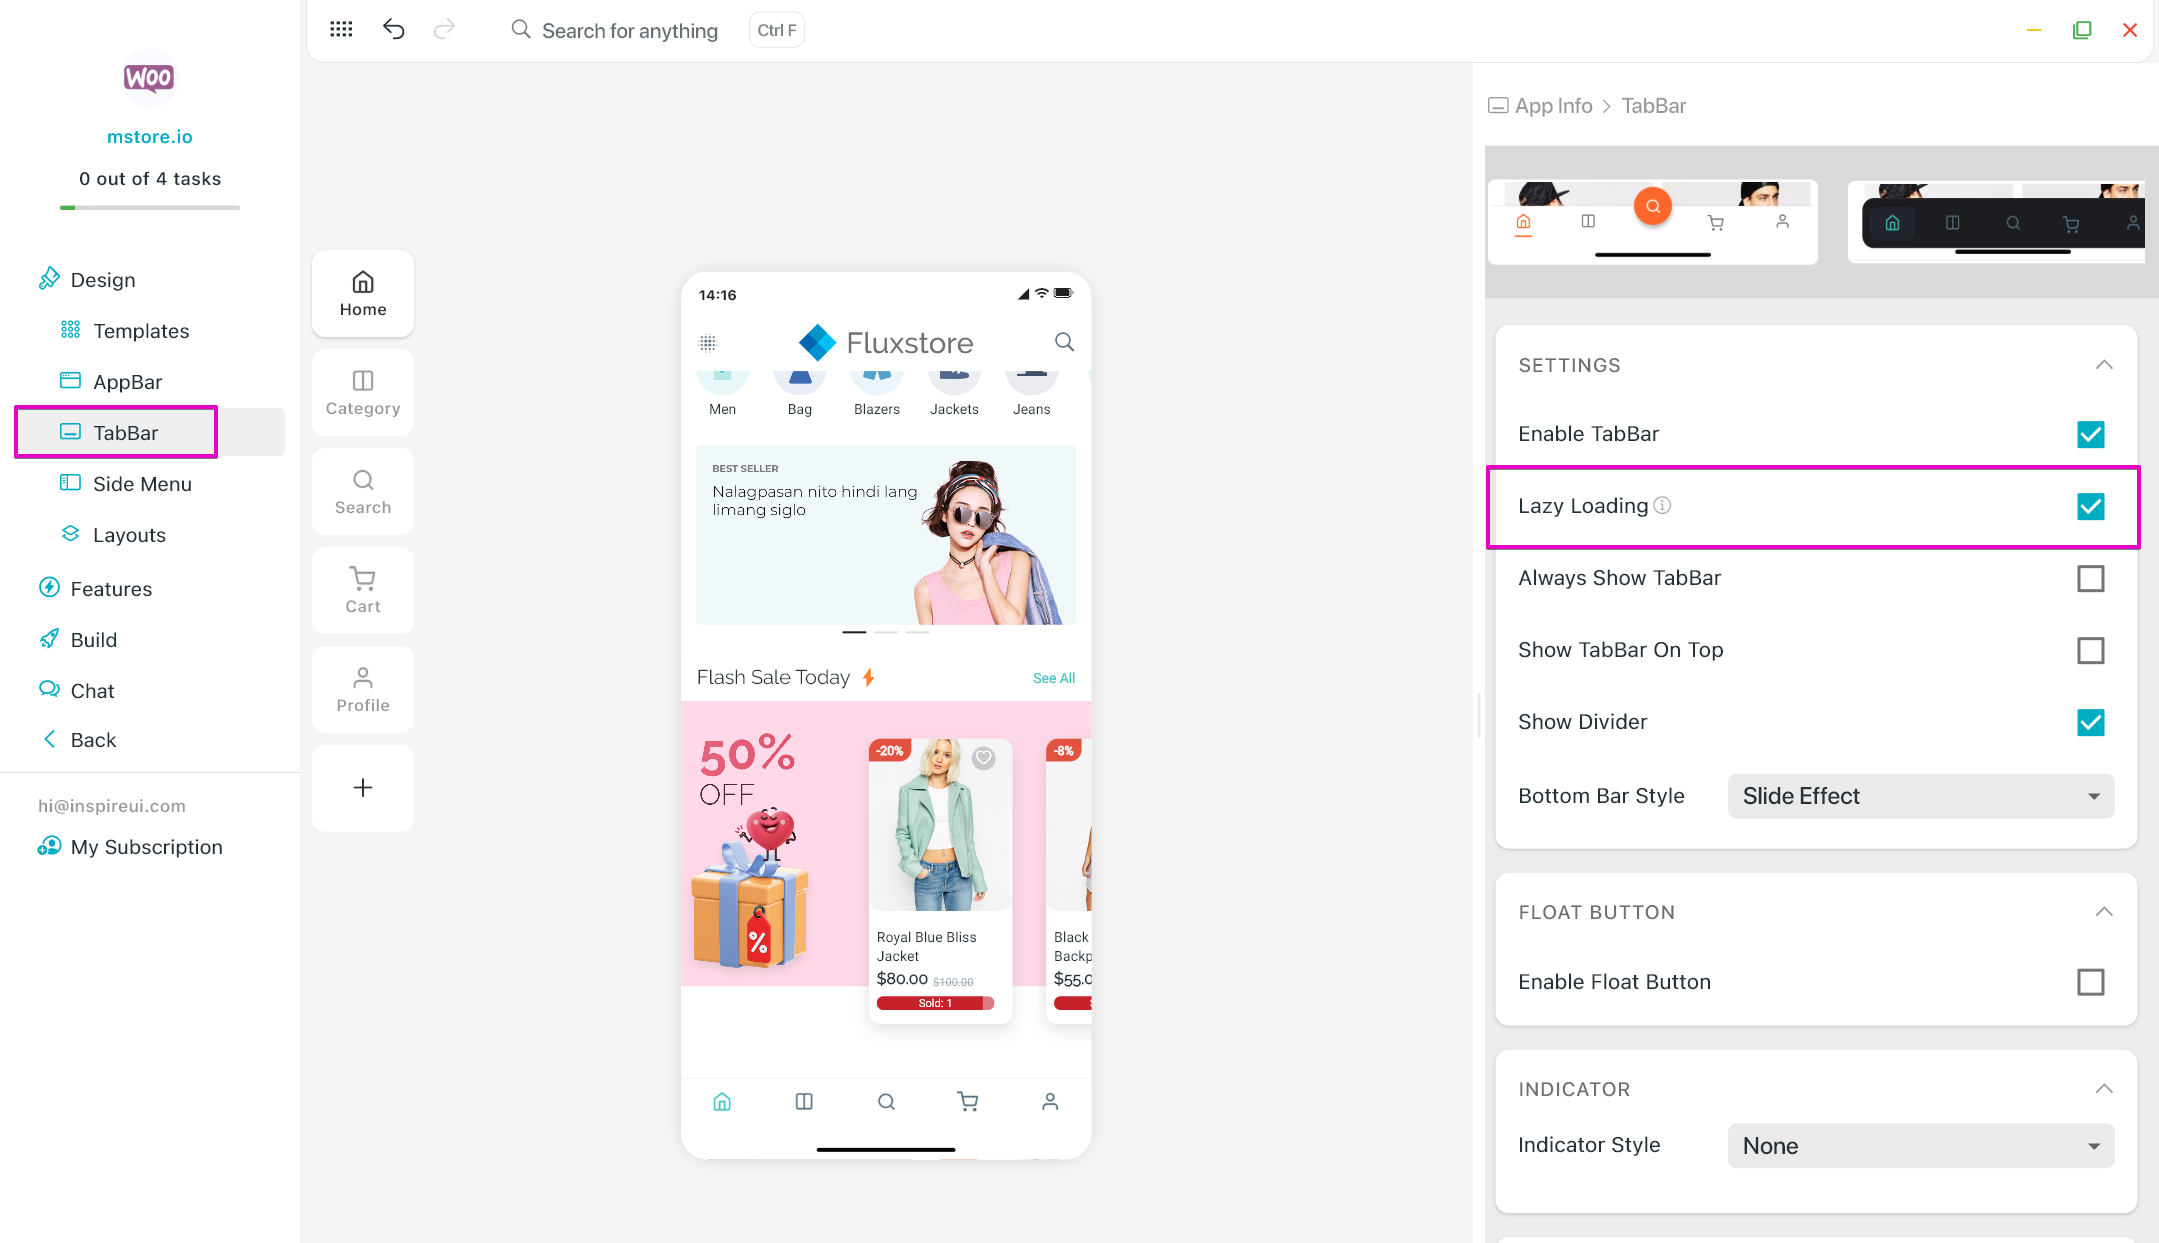 WOO
mstore.io
0 out of 4 tasks
Design
Templates
AppBar
TabBar
Side Menu
Layouts
Features
Build
Chat
Back
hi@inspireui.com
My Subscription
Search for anything
Ctrl F
Home
Category
Search
Cart
Profile
14:16
Fluxstore
Men
Bag
Blazers
Jackets
Jeans
BEST SELLER
Nalagpasan nito hindi lang
limang siglo
Flash Sale Today
See All
50%
OFF
%
-20%
Royal Blue Bliss
Jacket
$80.00 $100.00
Sold: 1
-8%
Black
Backp
$55.0
App Info > TabBar
SETTINGS
Enable TabBar
Lazy Loading
Always Show TabBar
Show TabBar On Top
Show Divider
Bottom Bar Style
Slide Effect
FLOAT BUTTON
Enable Float Button
INDICATOR
Indicator Style
None